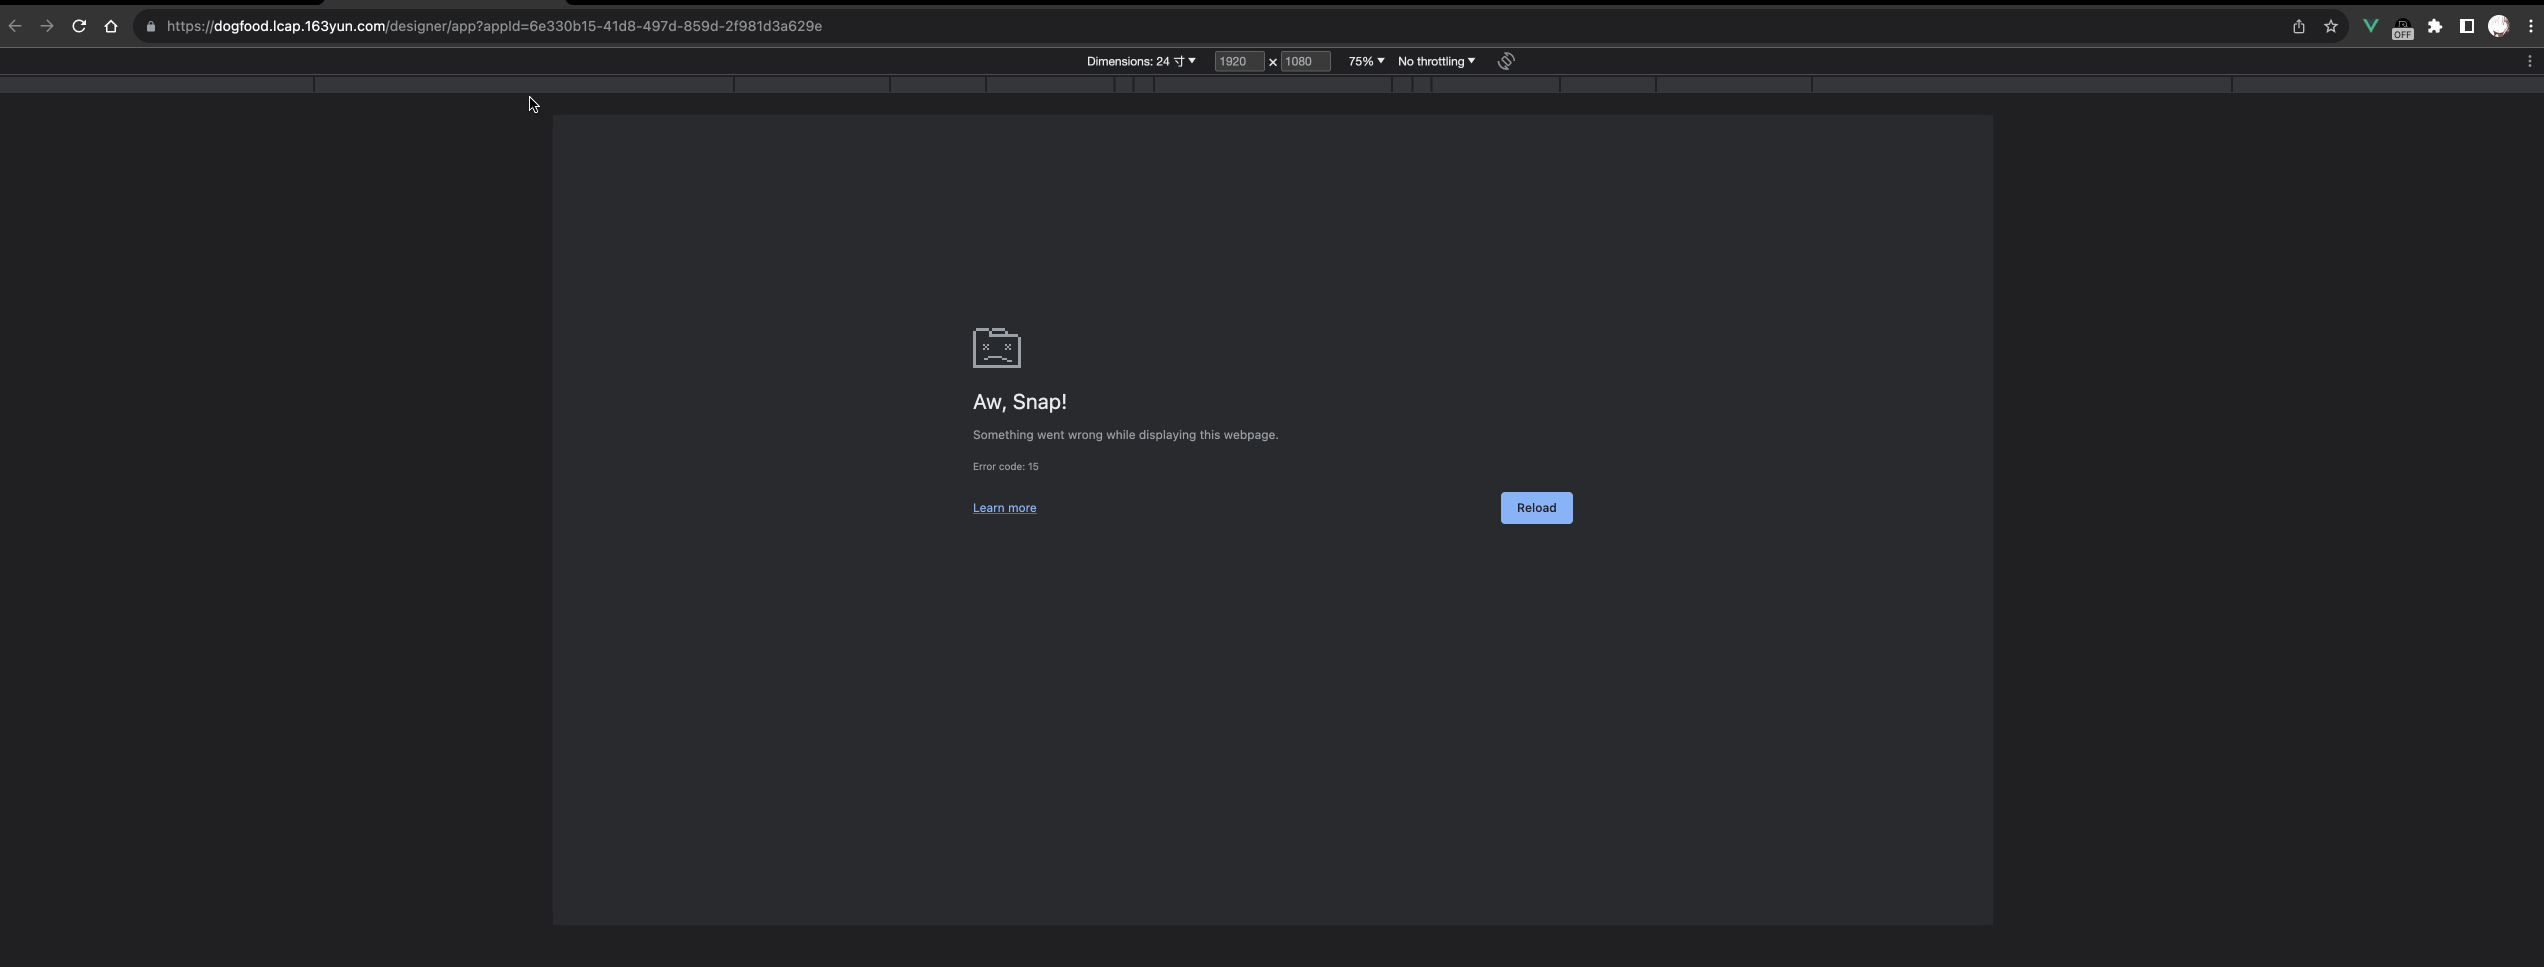 https://dogfood.lcap.163yun.com/designer/app?appId=6e330b15-41d8-497d-859d-2f981d3a629e
OFF
Dimensions: 24 寸 1920 × 1080 75% No throttling
Aw, Snap!
Something went wrong while displaying this webpage.
Error code: 15
Learn more
Reload